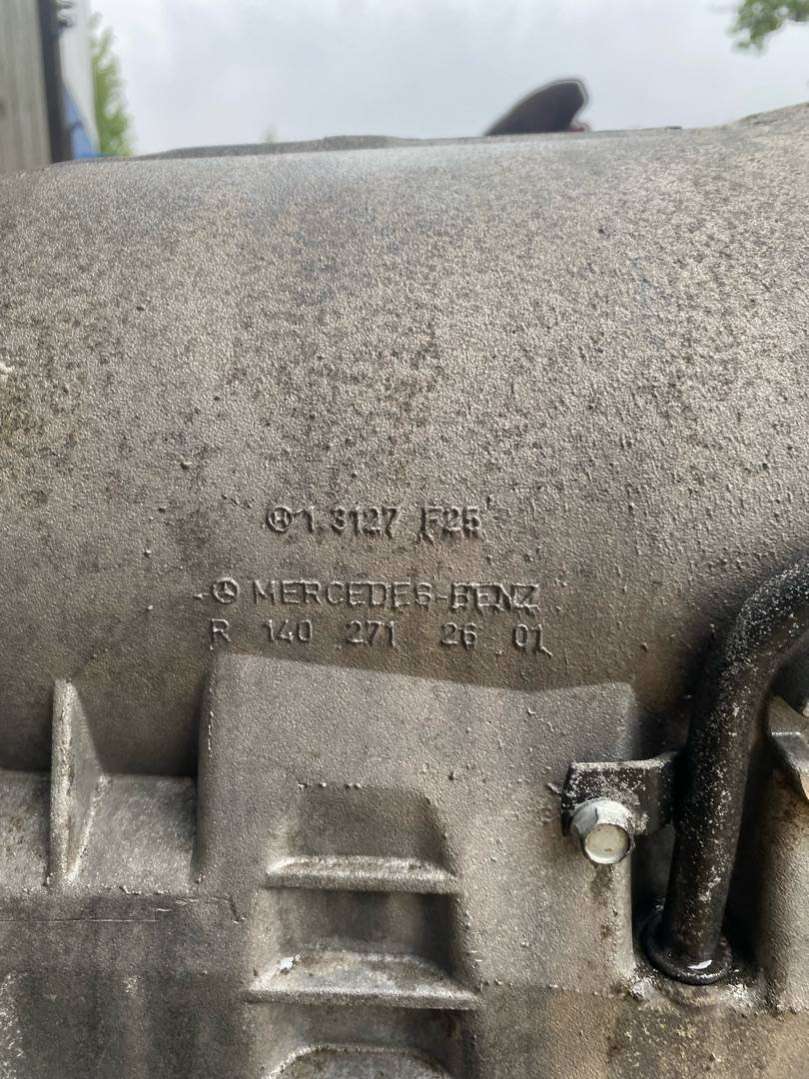 1.3127 F25
MERCEDES-BENZ
R 140 271 26 01